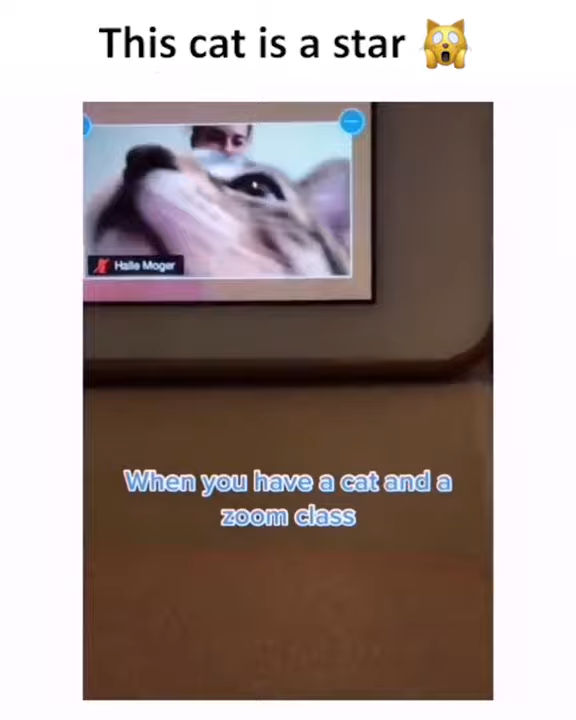 This cat is a star 🙀
Halle Moger
When you have a cat and a
zoom class